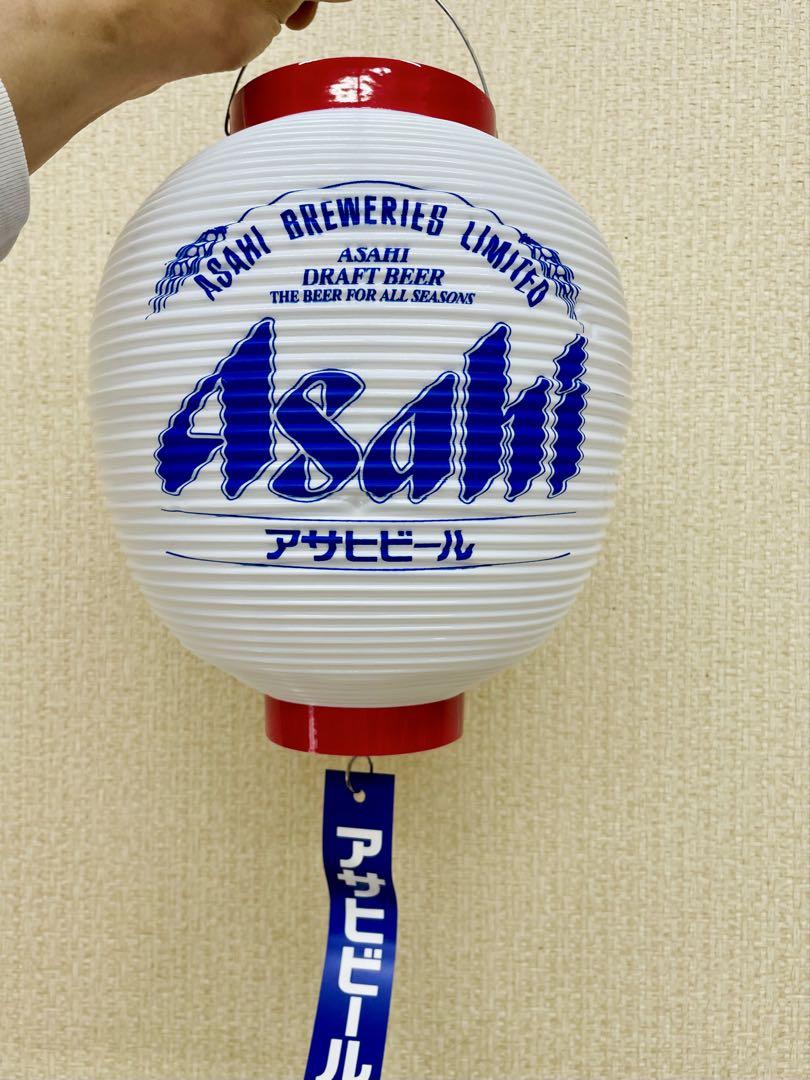 ASAHI BREWERIES LIMITED
ASAHI
DRAFT BEER
THE BEER FOR ALL SEASONS
Asahi
アサヒビール
アサヒビール